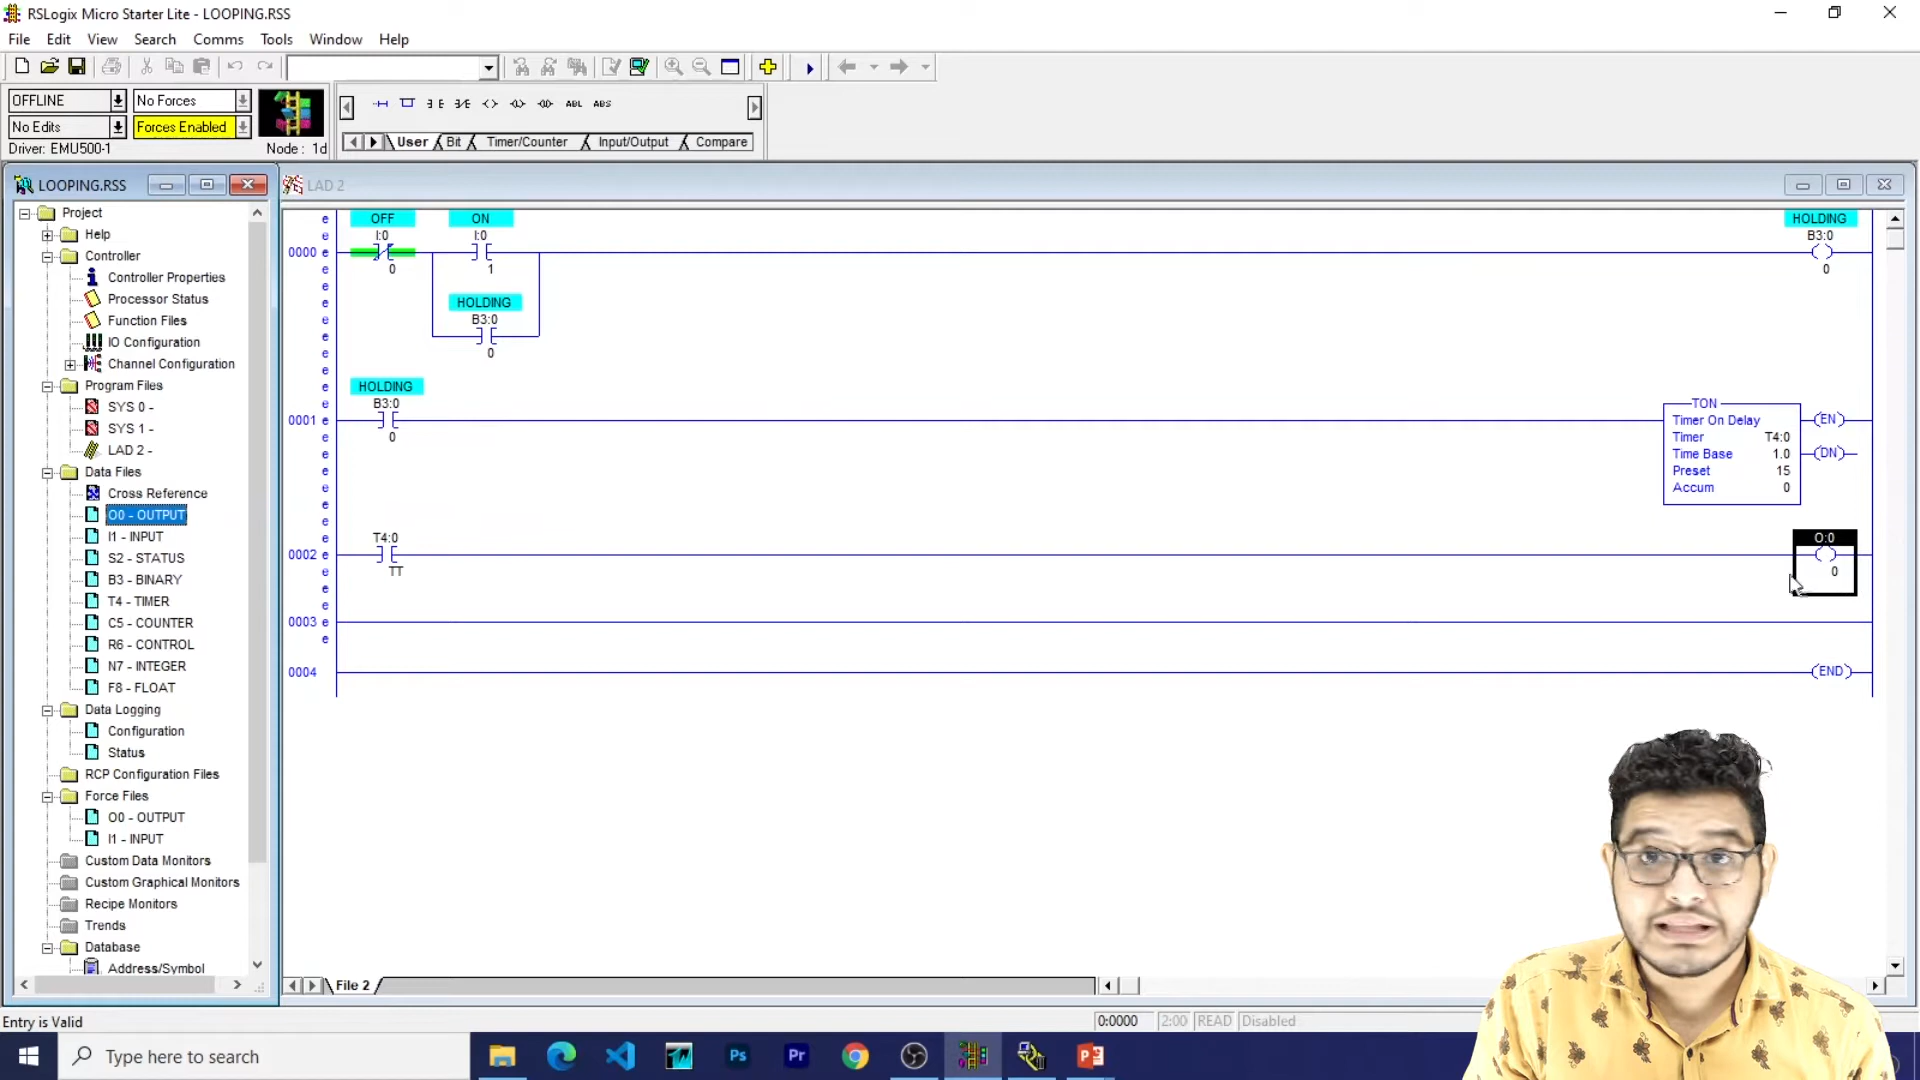 RSLogix Micro Starter Lite - LOOPING.RSS
File Edit View Search Comms Tools Window Help
OFFLINE No Forces
No Edits Forces Enabled
Driver: EMU500-1 Node : 1d
ABL ABS
User Bit Timer/Counter Input/Output Compare
LOOPING.RSS
LAD 2
Project
Help
Controller
Controller Properties
Processor Status
Function Files
IO Configuration
Channel Configuration
Program Files
SYS 0 -
SYS 1 -
LAD 2 -
Data Files
Cross Reference
O0 - OUTPUT
I1 - INPUT
S2 - STATUS
B3 - BINARY
T4 - TIMER
C5 - COUNTER
R6 - CONTROL
N7 - INTEGER
F8 - FLOAT
Data Logging
Configuration
Status
RCP Configuration Files
Force Files
O0 - OUTPUT
I1 - INPUT
Custom Data Monitors
Custom Graphical Monitors
Recipe Monitors
Trends
Database
Address/Symbol
e OFF ON HOLDING
e I:0 I:0 B3:0
0000 e
e 0 1 0
e
e HOLDING
e B3:0
e
e 0
e
e HOLDING
e B3:0 TON
0001 e Timer On Delay EN
e 0 Timer T4:0
e Time Base 1.0 DN
e Preset 15
e Accum 0
e
e
e T4:0 O:0
0002 e
e TT 0
e
e
0003 e
e
0004 END
File 2
Entry is Valid
0:0000 2:00 READ Disabled
Type here to search
Ps
Pr
P